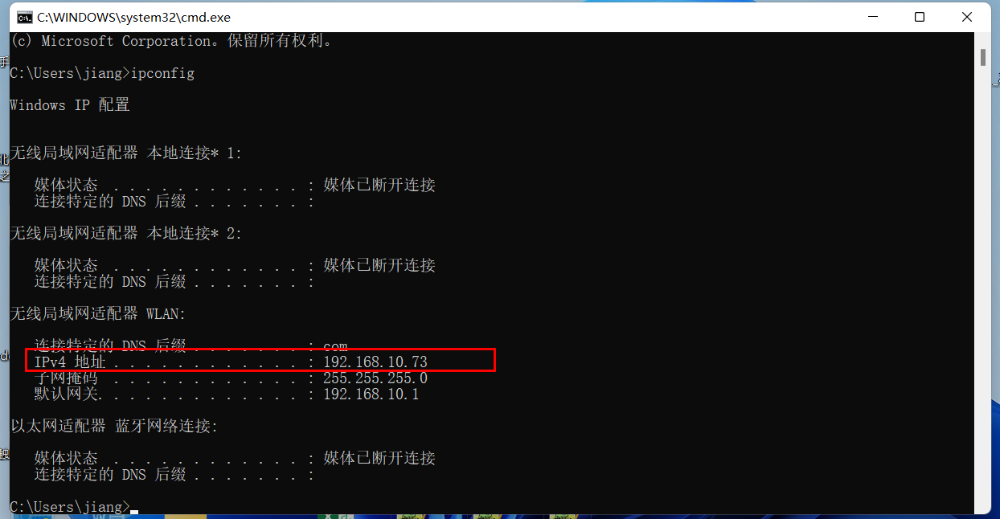 C:\WINDOWS\system32\cmd.exe
(c) Microsoft Corporation。保留所有权利。
C:\Users\jiang>ipconfig
Windows IP 配置
无线局域网适配器 本地连接* 1:
媒体状态  . . . . . . . . . . . . : 媒体已断开连接
连接特定的 DNS 后缀 . . . . . . . :
无线局域网适配器 本地连接* 2:
媒体状态  . . . . . . . . . . . . : 媒体已断开连接
连接特定的 DNS 后缀 . . . . . . . :
无线局域网适配器 WLAN:
连接特定的 DNS 后缀 . . . . . . . : com
IPv4 地址 . . . . . . . . . . . . : 192.168.10.73
子网掩码  . . . . . . . . . . . . : 255.255.255.0
默认网关. . . . . . . . . . . . . : 192.168.10.1
以太网适配器 蓝牙网络连接:
媒体状态  . . . . . . . . . . . . : 媒体已断开连接
连接特定的 DNS 后缀 . . . . . . . :
C:\Users\jiang>